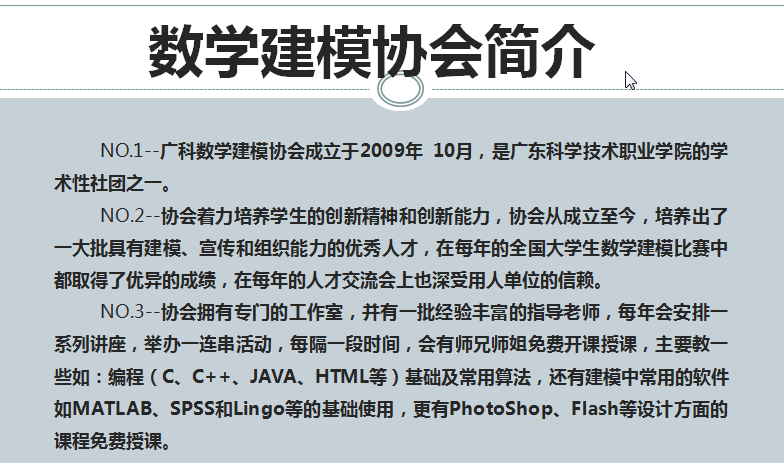 数学建模协会简介
NO.1--广科数学建模协会成立于2009年 10月，是广东科学技术职业学院的学
术性社团之一。
NO.2--协会着力培养学生的创新精神和创新能力，协会从成立至今，培养出了
一大批具有建模、宣传和组织能力的优秀人才，在每年的全国大学生数学建模比赛中
都取得了优异的成绩，在每年的人才交流会上也深受用人单位的信赖。
NO.3--协会拥有专门的工作室，并有一批经验丰富的指导老师，每年会安排一
系列讲座，举办一连串活动，每隔一段时间，会有师兄师姐免费开课授课，主要教一
些如：编程（C、C++、JAVA、HTML等）基础及常用算法，还有建模中常用的软件
如MATLAB、SPSS和Lingo等的基础使用，更有PhotoShop、Flash等设计方面的
课程免费授课。